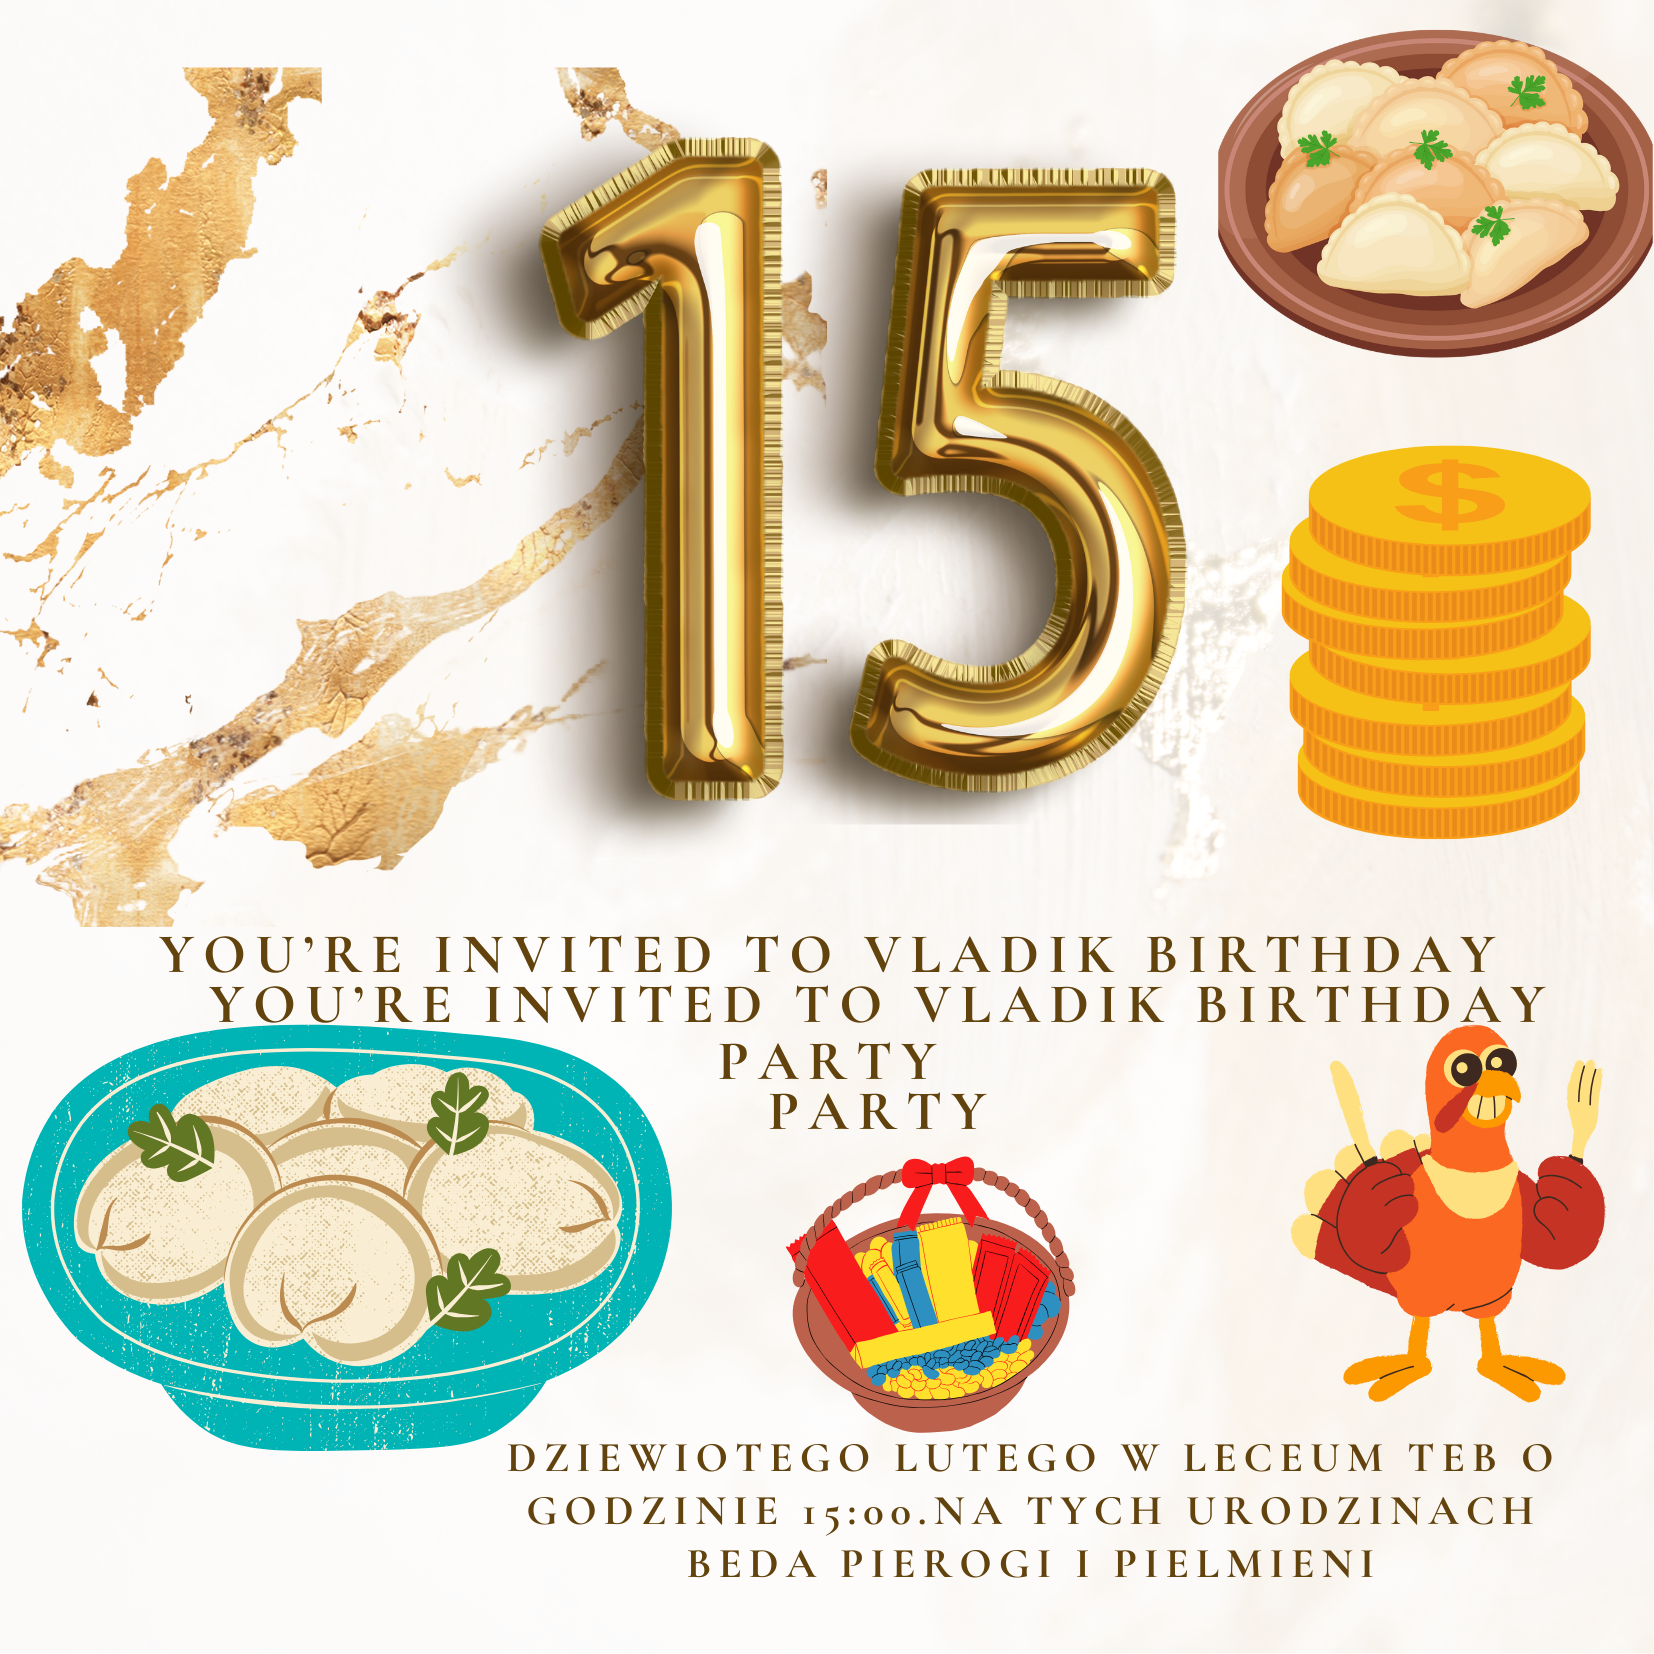 15
$
YOU’RE INVITED TO VLADIK BIRTHDAY
YOU’RE INVITED TO VLADIK BIRTHDAY
PARTY
PARTY
DZIEWIOTEGO LUTEGO W LECEUM TEB O
GODZINIE 15:00.NA TYCH URODZINACH
BEDA PIEROGI I PIELMIENI